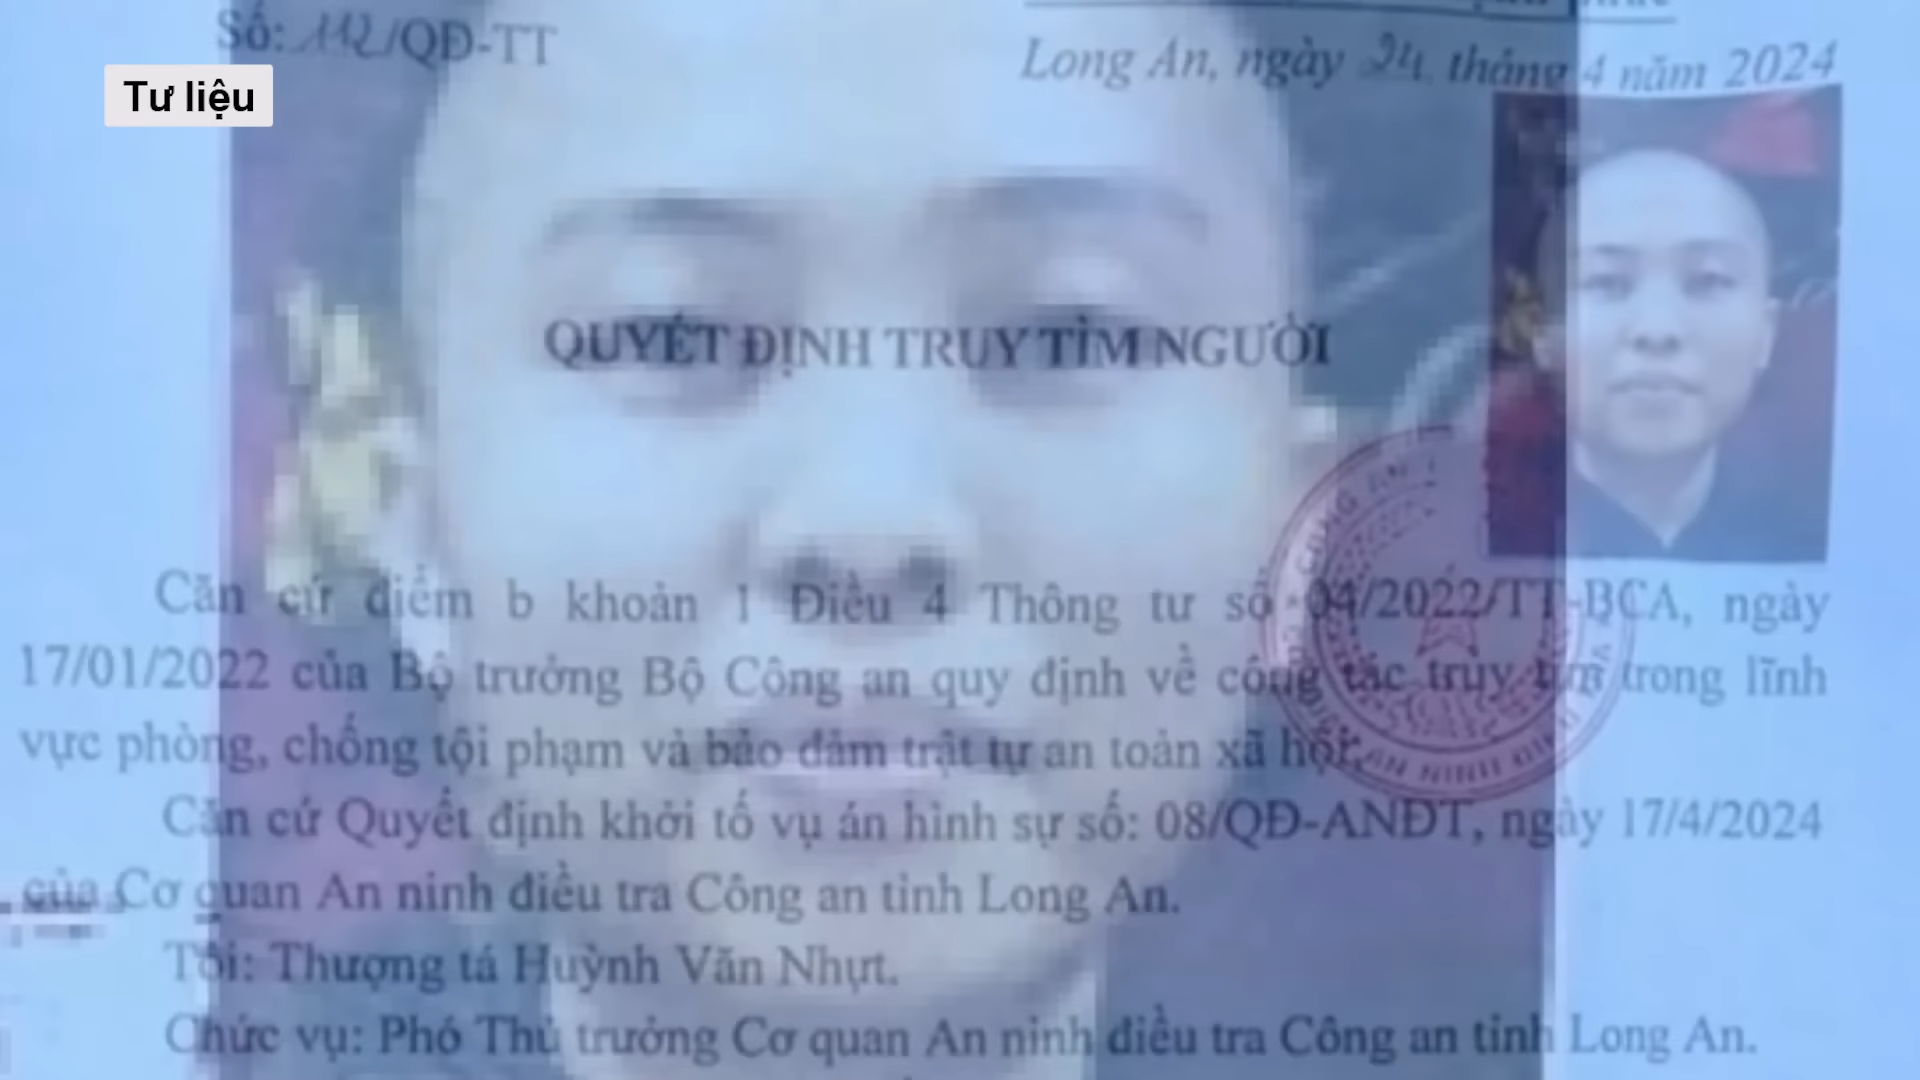 Số: 112/QĐ-TT
Long An, ngày 24 tháng 4 năm 2024
Tư liệu
QUYẾT ĐỊNH TRUY TÌM NGƯỜI
Căn cứ điểm b khoản 1 Điều 4 Thông tư số 04/2022/TT-BCA, ngày
17/01/2022 của Bộ trưởng Bộ Công an quy định về công tác truy tìm trong lĩnh
vực phòng, chống tội phạm và bảo đảm trật tự an toàn xã hội.
Căn cứ Quyết định khởi tố vụ án hình sự số: 08/QĐ-ANĐT, ngày 17/4/2024
của Cơ quan An ninh điều tra Công an tỉnh Long An.
Tôi: Thượng tá Huỳnh Văn Nhựt.
Chức vụ: Phó Thủ trưởng Cơ quan An ninh điều tra Công an tỉnh Long An.